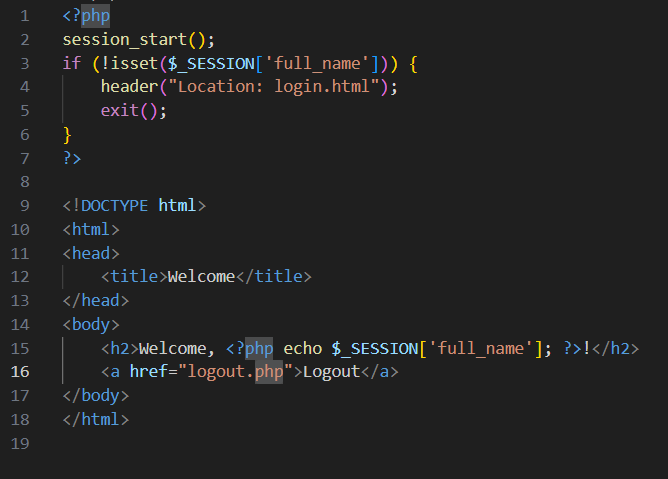 1 <?php
2 session_start();
3 if (!isset($_SESSION['full_name'])) {
4     header("Location: login.html");
5     exit();
6 }
7 ?>
8
9 <!DOCTYPE html>
10 <html>
11 <head>
12     <title>Welcome</title>
13 </head>
14 <body>
15     <h2>Welcome, <?php echo $_SESSION['full_name']; ?>!</h2>
16     <a href="logout.php">Logout</a>
17 </body>
18 </html>
19